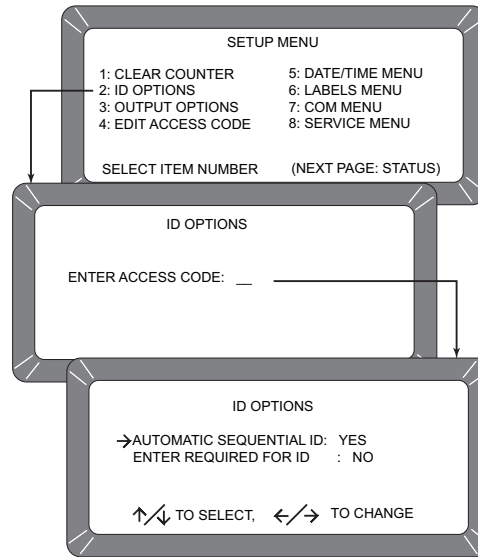 SETUP MENU
1: CLEAR COUNTER 5: DATE/TIME MENU
2: ID OPTIONS 6: LABELS MENU
3: OUTPUT OPTIONS 7: COM MENU
4: EDIT ACCESS CODE 8: SERVICE MENU
SELECT ITEM NUMBER (NEXT PAGE: STATUS)
ID OPTIONS
ENTER ACCESS CODE: __
ID OPTIONS
→AUTOMATIC SEQUENTIAL ID: YES
ENTER REQUIRED FOR ID : NO
↑/↓ TO SELECT, ←/→ TO CHANGE